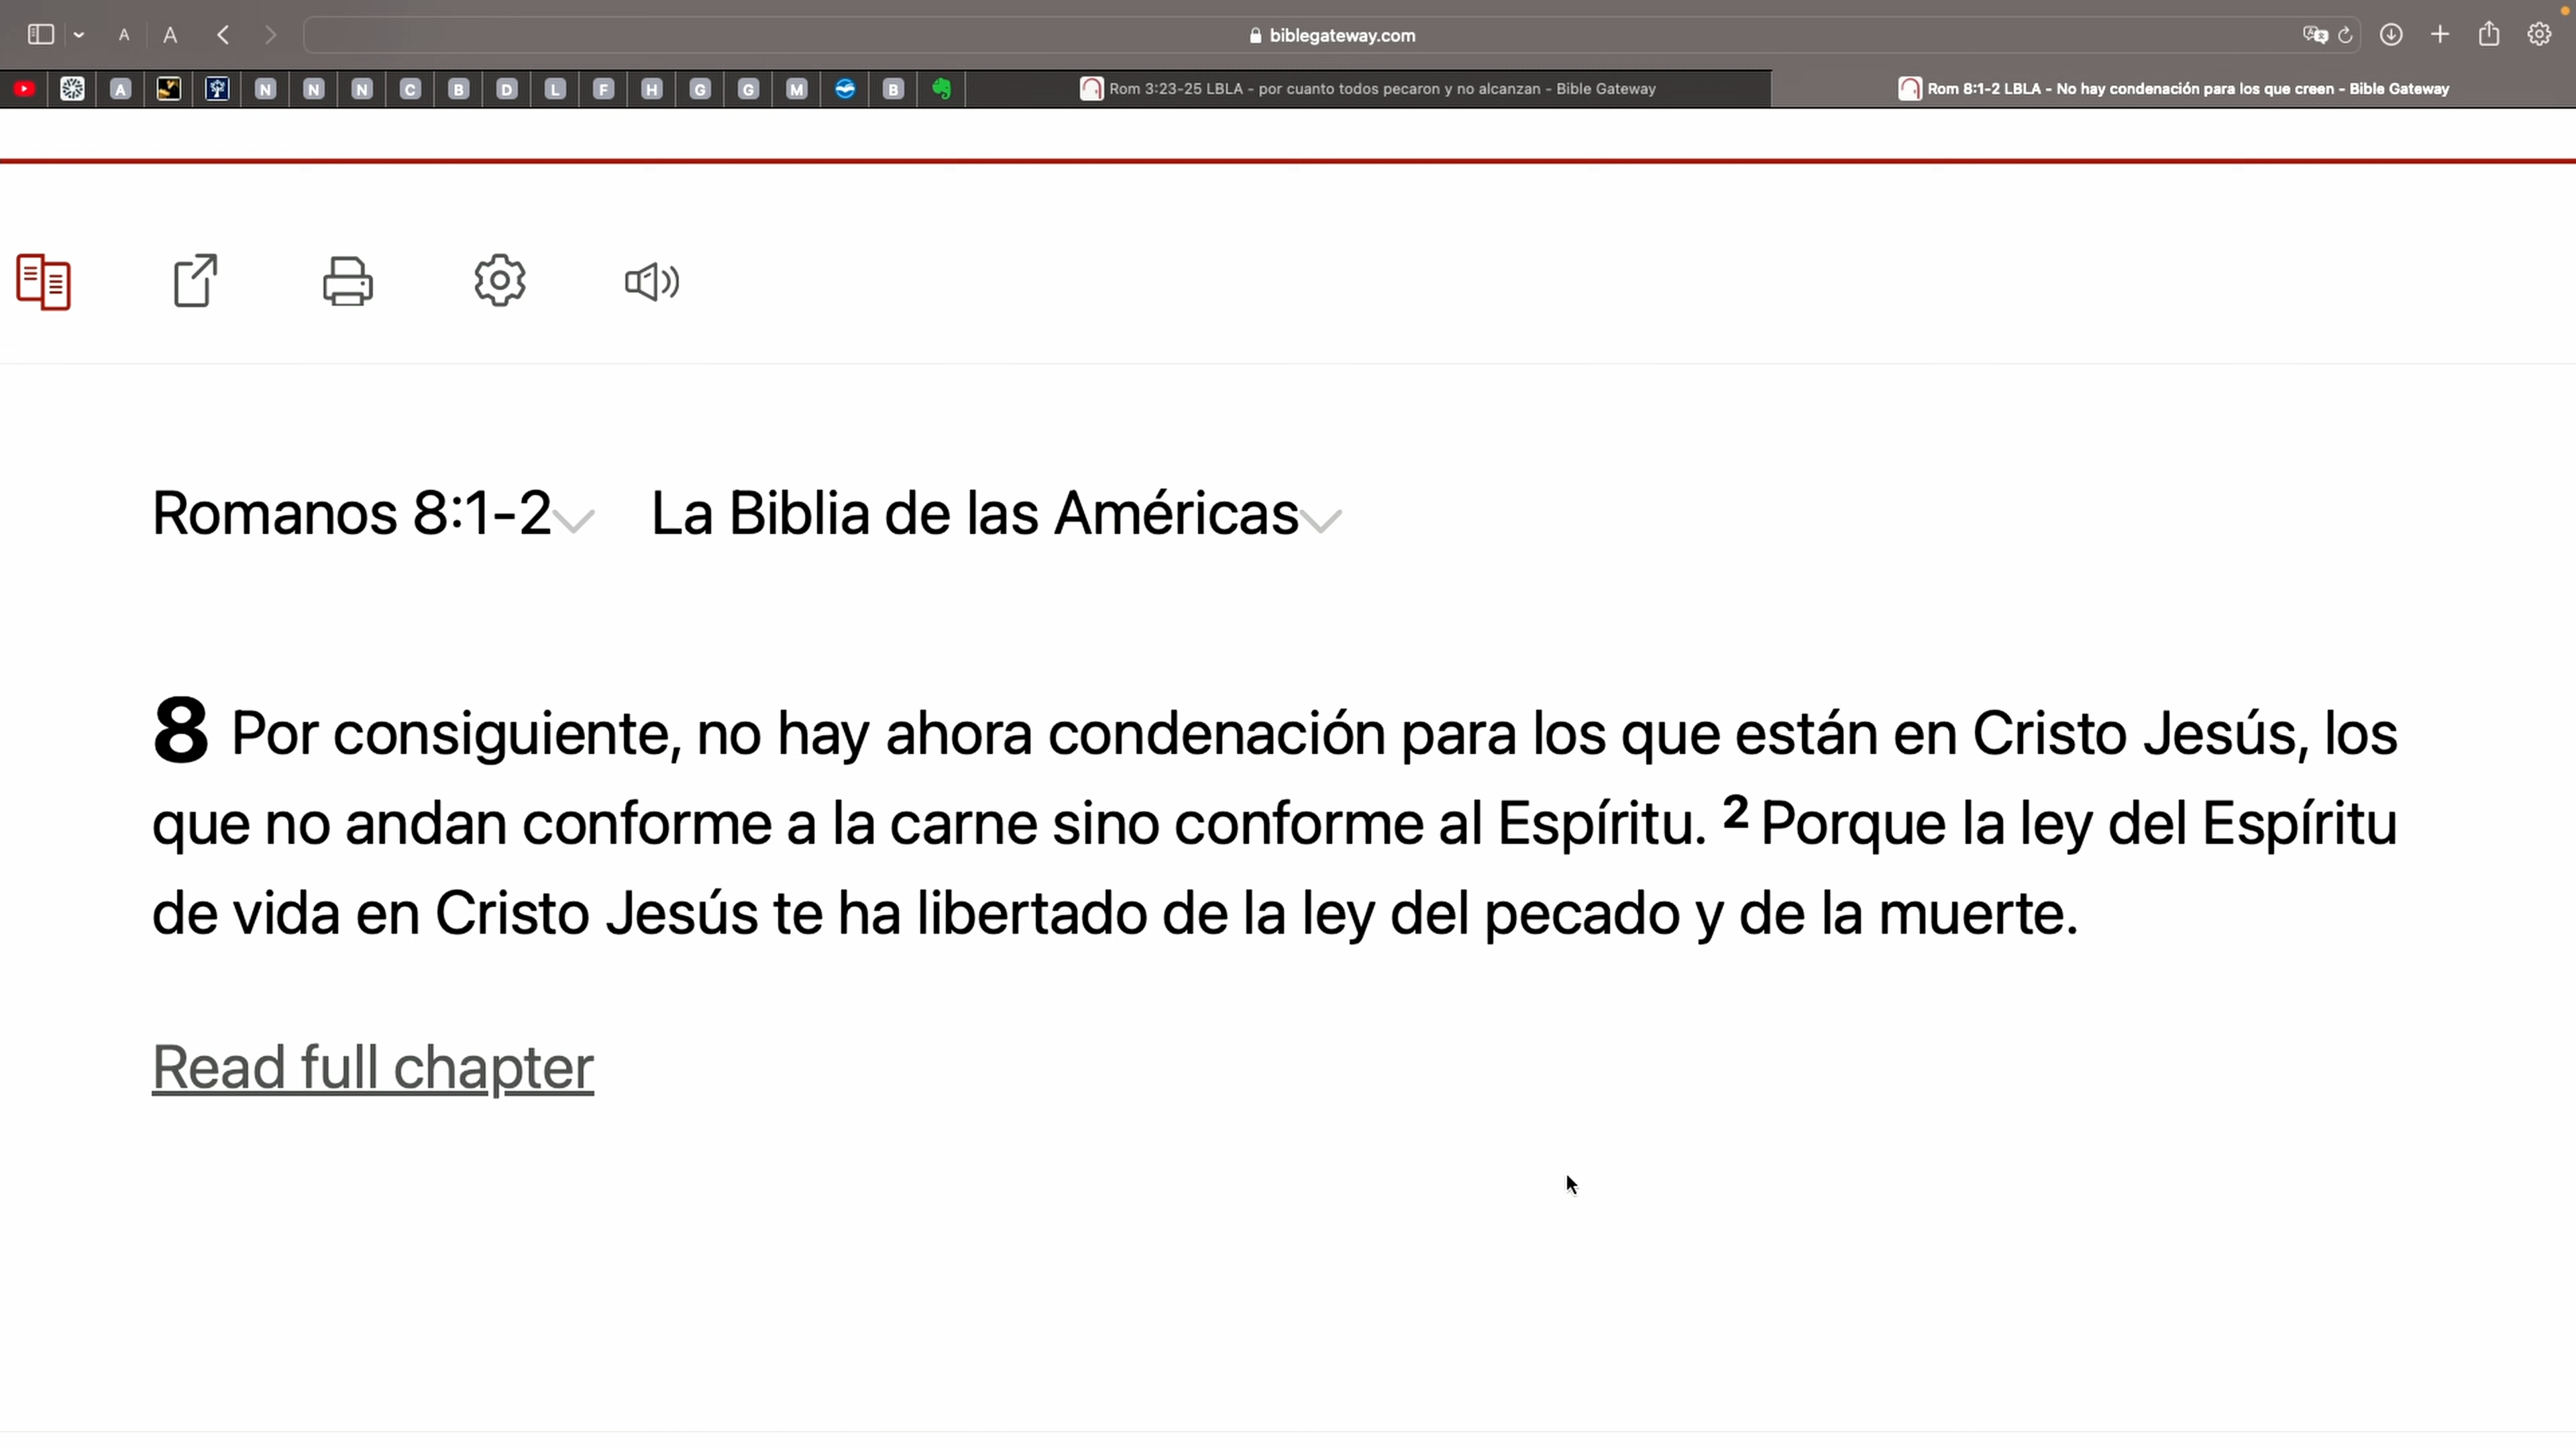 A A biblegateway.com
A N N N C B D L F H G G M B Rom 3:23-25 LBLA - por cuanto todos pecaron y no alcanzan - Bible Gateway Rom 8:1-2 LBLA - No hay condenación para los que creen - Bible Gateway
Romanos 8:1-2 La Biblia de las Américas
8 Por consiguiente, no hay ahora condenación para los que están en Cristo Jesús, los
que no andan conforme a la carne sino conforme al Espíritu. 2 Porque la ley del Espíritu
de vida en Cristo Jesús te ha libertado de la ley del pecado y de la muerte.
Read full chapter